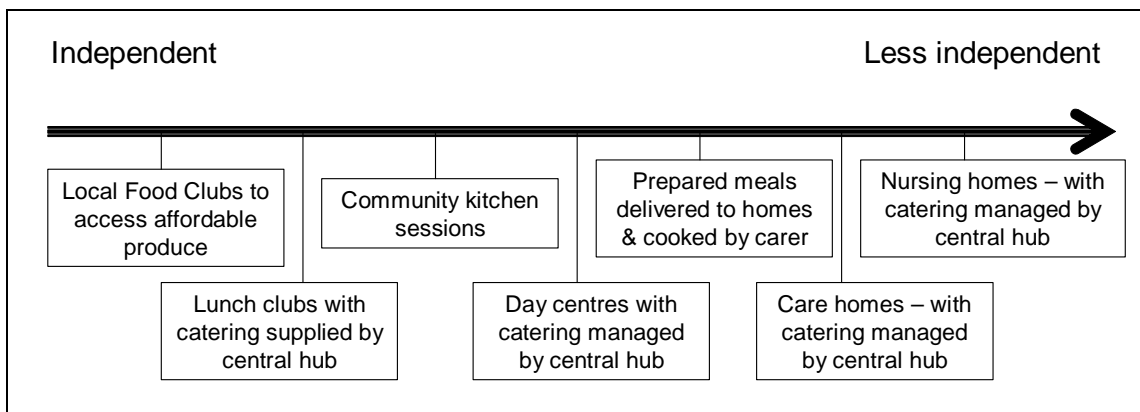 Independent
Less independent
Local Food Clubs to
access affordable
produce
Lunch clubs with
catering supplied by
central hub
Community kitchen
sessions
Day centres with
catering managed
by central hub
Prepared meals
delivered to homes
& cooked by carer
Care homes – with
catering managed
by central hub
Nursing homes – with
catering managed by
central hub